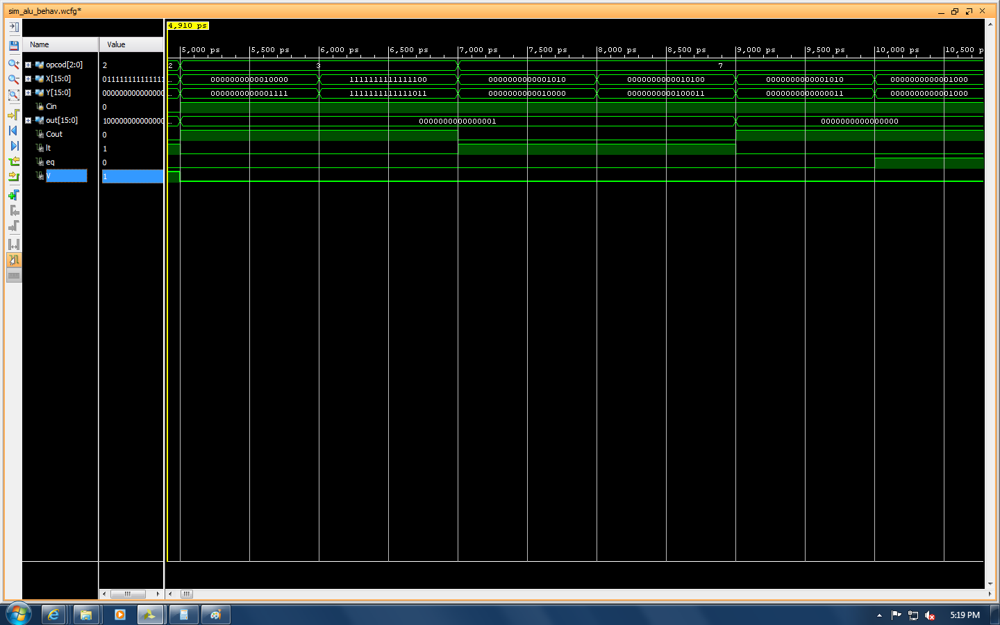 sim_alu_behav.wcfg*
4,910 ps
Name Value
5,000 ps 5,500 ps 6,000 ps 6,500 ps 7,000 ps 7,500 ps 8,000 ps 8,500 ps 9,000 ps 9,500 ps 10,000 ps 10,500 p
opcod[2:0] 2 2 3 7
X[15:0] 011111111111111 ... 0000000000010000 1111111111111100 0000000000001010 0000000000010100 0000000000001010 0000000000001000
Y[15:0] 000000000000000 ... 0000000000001111 1111111111111011 0000000000010000 0000000000100011 0000000000000011 0000000000001000
Cin 0
out[15:0] 100000000000000 ... 0000000000000001 0000000000000000
Cout 0
lt 1
eq 0
V 1
5:19 PM